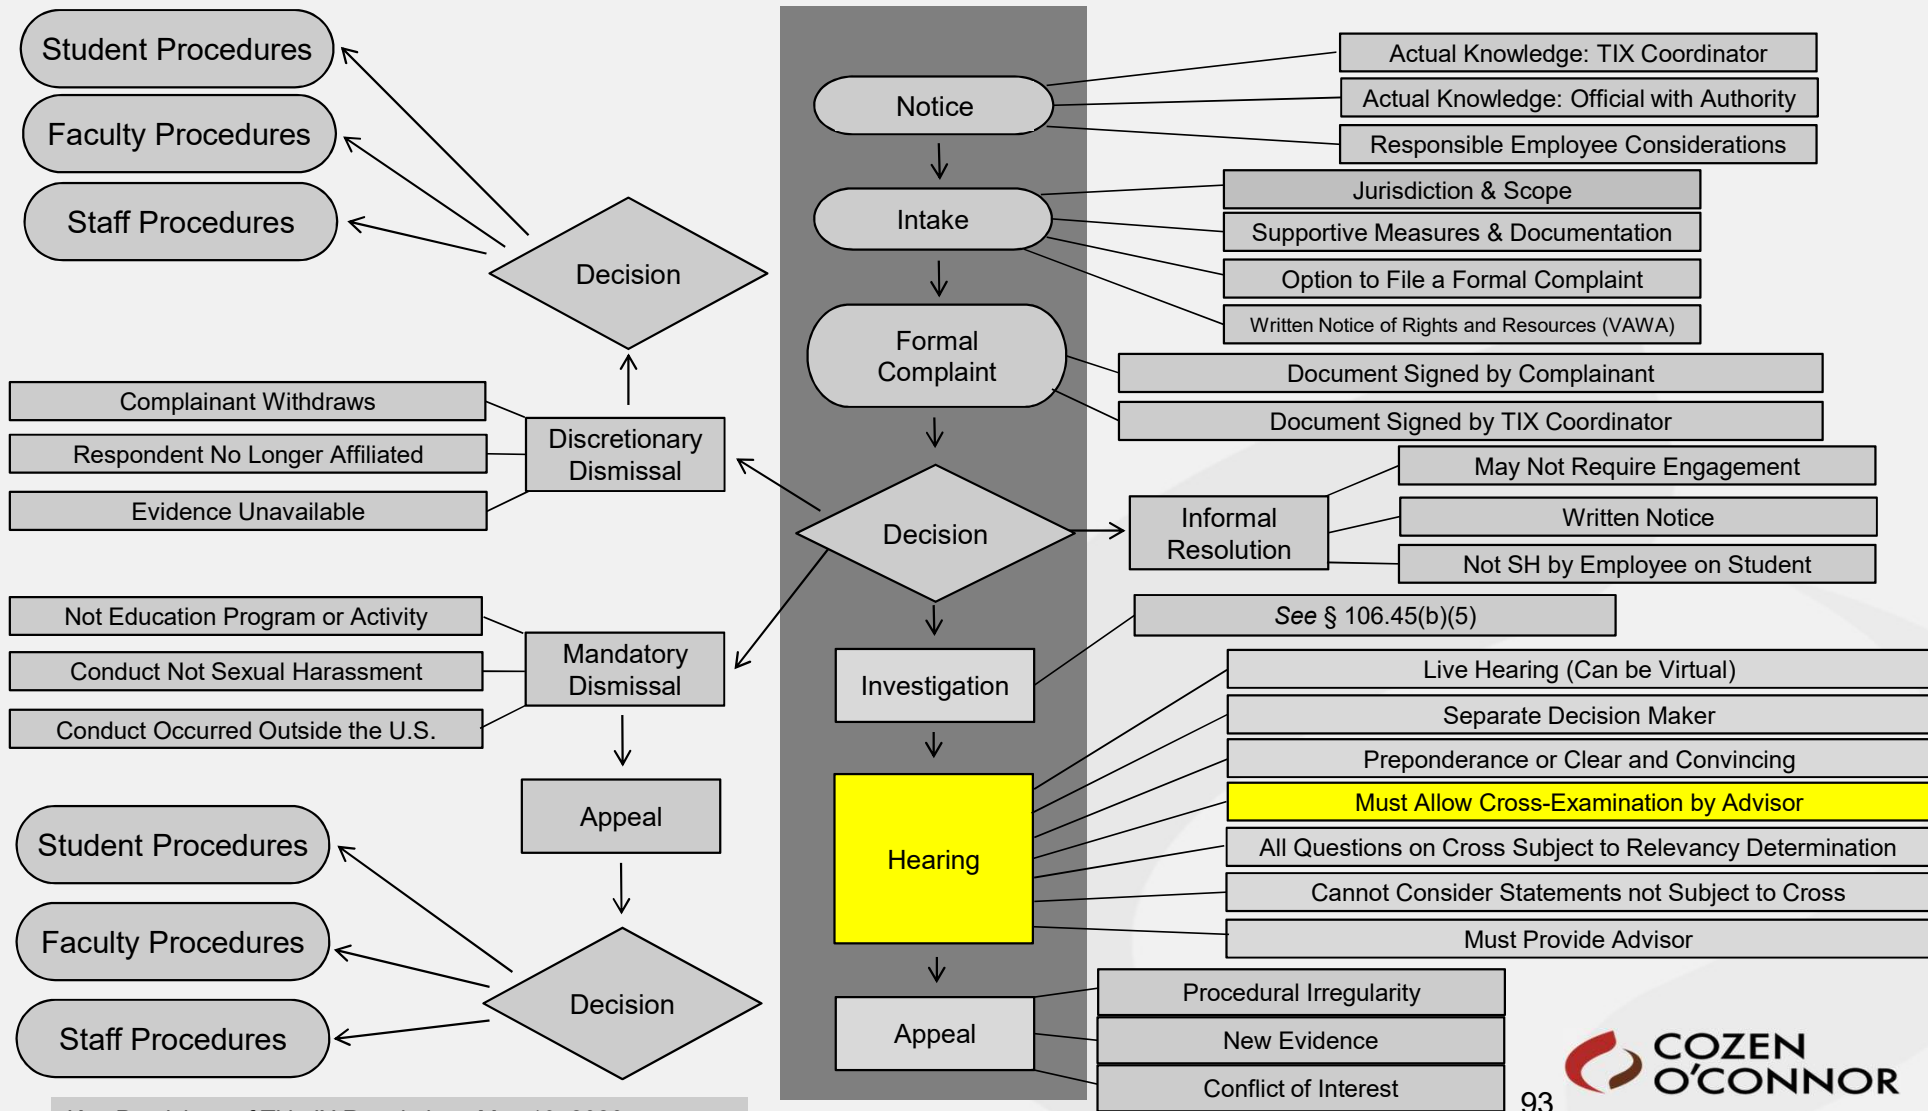 Student Procedures
Faculty Procedures
Staff Procedures
Decision
Complainant Withdraws
Respondent No Longer Affiliated
Evidence Unavailable
Discretionary
Dismissal
Not Education Program or Activity
Conduct Not Sexual Harassment
Conduct Occurred Outside the U.S.
Mandatory
Dismissal
Appeal
Student Procedures
Faculty Procedures
Staff Procedures
Decision
Notice
Actual Knowledge: TIX Coordinator
Actual Knowledge: Official with Authority
Responsible Employee Considerations
Intake
Jurisdiction & Scope
Supportive Measures & Documentation
Option to File a Formal Complaint
Written Notice of Rights and Resources (VAWA)
Formal
Complaint
Document Signed by Complainant
Document Signed by TIX Coordinator
Decision
Informal
Resolution
May Not Require Engagement
Written Notice
Not SH by Employee on Student
Investigation
See § 106.45(b)(5)
Hearing
Live Hearing (Can be Virtual)
Separate Decision Maker
Preponderance or Clear and Convincing
Must Allow Cross-Examination by Advisor
All Questions on Cross Subject to Relevancy Determination
Cannot Consider Statements not Subject to Cross
Must Provide Advisor
Appeal
Procedural Irregularity
New Evidence
Conflict of Interest
93
COZEN
O'CONNOR